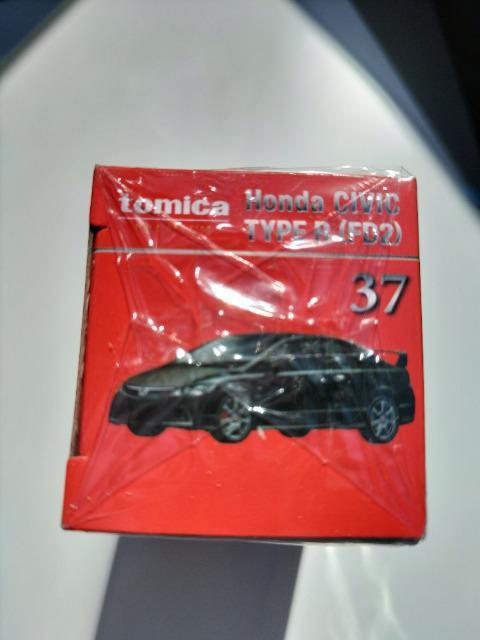 tomica Honda CIVIC
TYPE R (FD2)
37